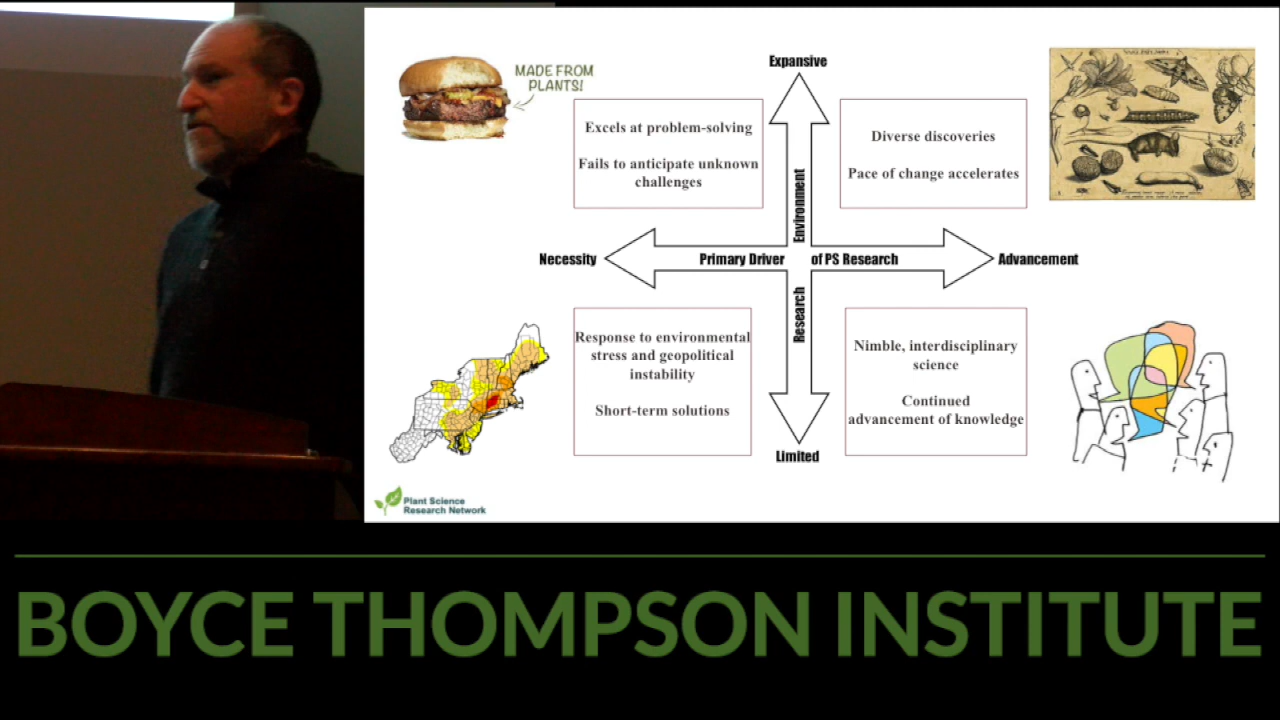 MADE FROM
PLANTS!
Expansive
Excels at problem-solving
Fails to anticipate unknown
challenges
Diverse discoveries
Pace of change accelerates
Environment
Necessity
Primary Driver
of PS Research
Advancement
Research
Response to environmental
stress and geopolitical
instability
Short-term solutions
Nimble, interdisciplinary
science
Continued
advancement of knowledge
Limited
Plant Science
Research Network
BOYCE THOMPSON INSTITUTE